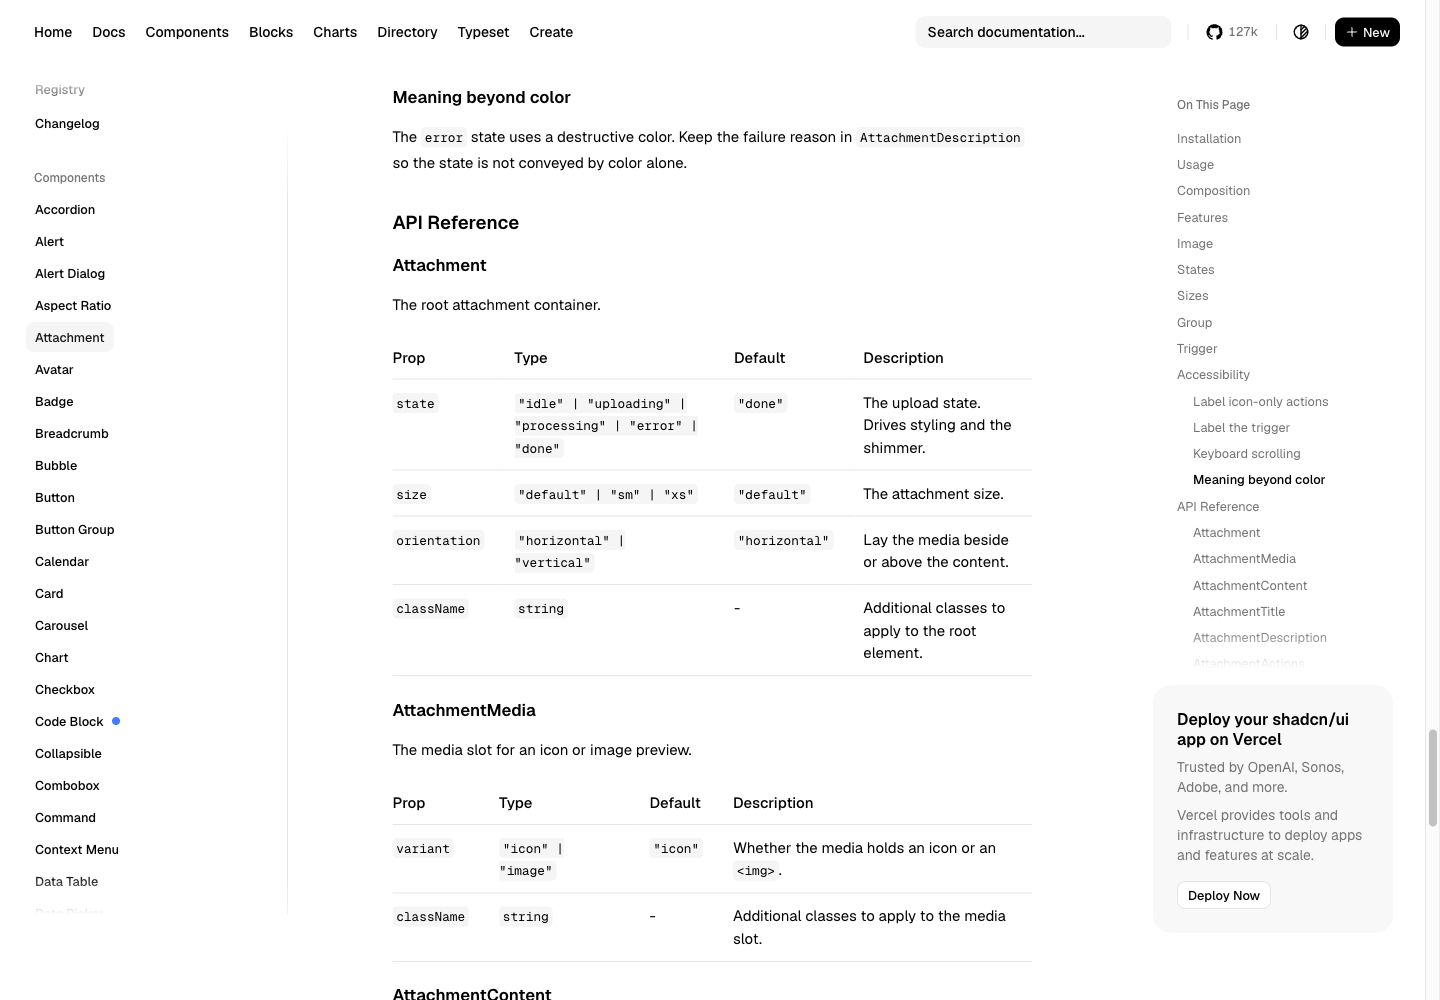 Home Docs Components Blocks Charts Directory Typeset Create
Search documentation...
127k
New
Registry
Changelog
Components
Accordion
Alert
Alert Dialog
Aspect Ratio
Attachment
Avatar
Badge
Breadcrumb
Bubble
Button
Button Group
Calendar
Card
Carousel
Chart
Checkbox
Code Block
Collapsible
Combobox
Command
Context Menu
Data Table
Meaning beyond color
The error state uses a destructive color. Keep the failure reason in AttachmentDescription
so the state is not conveyed by color alone.
API Reference
Attachment
The root attachment container.
Prop Type Default Description
state "idle" | "uploading" | "done" The upload state.
"processing" | "error" | Drives styling and the
"done" shimmer.
size "default" | "sm" | "xs" "default" The attachment size.
orientation "horizontal" | "horizontal" Lay the media beside
"vertical" or above the content.
className string - Additional classes to
apply to the root
element.
AttachmentMedia
The media slot for an icon or image preview.
Prop Type Default Description
variant "icon" | "icon" Whether the media holds an icon or an
"image" <img>.
className string - Additional classes to apply to the media
slot.
AttachmentContent
On This Page
Installation
Usage
Composition
Features
Image
States
Sizes
Group
Trigger
Accessibility
Label icon-only actions
Label the trigger
Keyboard scrolling
Meaning beyond color
API Reference
Attachment
AttachmentMedia
AttachmentContent
AttachmentTitle
AttachmentDescription
AttachmentActions
Deploy your shadcn/ui
app on Vercel
Trusted by OpenAI, Sonos,
Adobe, and more.
Vercel provides tools and
infrastructure to deploy apps
and features at scale.
Deploy Now